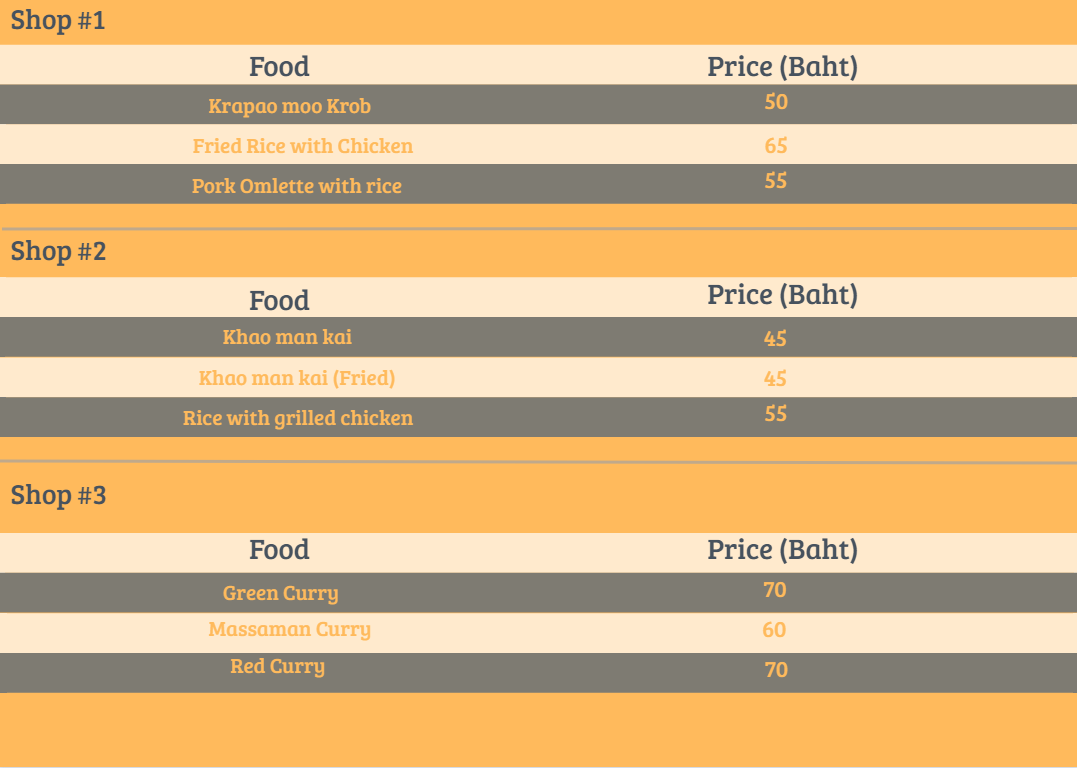 Shop #1
Food Price (Baht)
Krapao moo Krob 50
Fried Rice with Chicken 65
Pork Omlette with rice 55
Shop #2
Food Price (Baht)
Khao man kai 45
Khao man kai (Fried) 45
Rice with grilled chicken 55
Shop #3
Food Price (Baht)
Green Curry 70
Massaman Curry 60
Red Curry 70